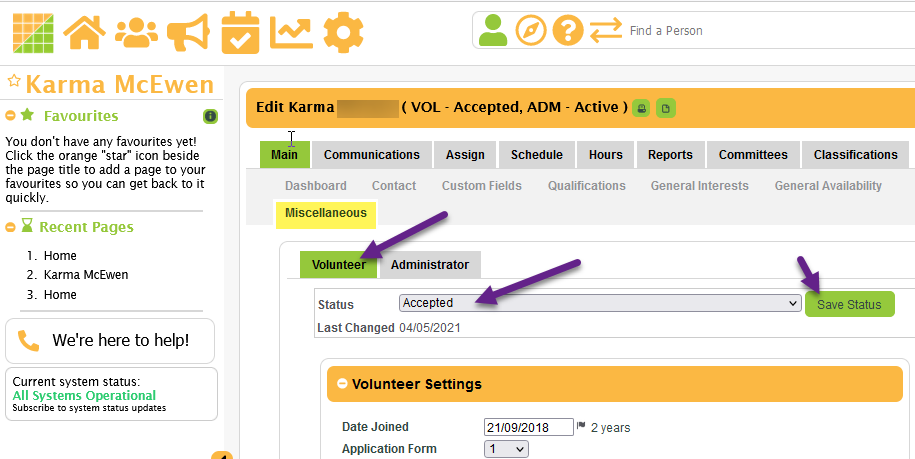 Find a Person
Karma McEwen
Favourites
You don't have any favourites yet!
Click the orange "star" icon beside
the page title to add a page to your
favourites so you can get back to it
quickly.
Recent Pages
1. Home
2. Karma McEwen
3. Home
We're here to help!
Current system status:
All Systems Operational
Subscribe to system status updates
Edit Karma ( VOL - Accepted, ADM - Active )
Main Communications Assign Schedule Hours Reports Committees Classifications
Dashboard Contact Custom Fields Qualifications General Interests General Availability
Miscellaneous
Volunteer Administrator
Status Accepted Save Status
Last Changed 04/05/2021
Volunteer Settings
Date Joined 21/09/2018 2 years
Application Form 1